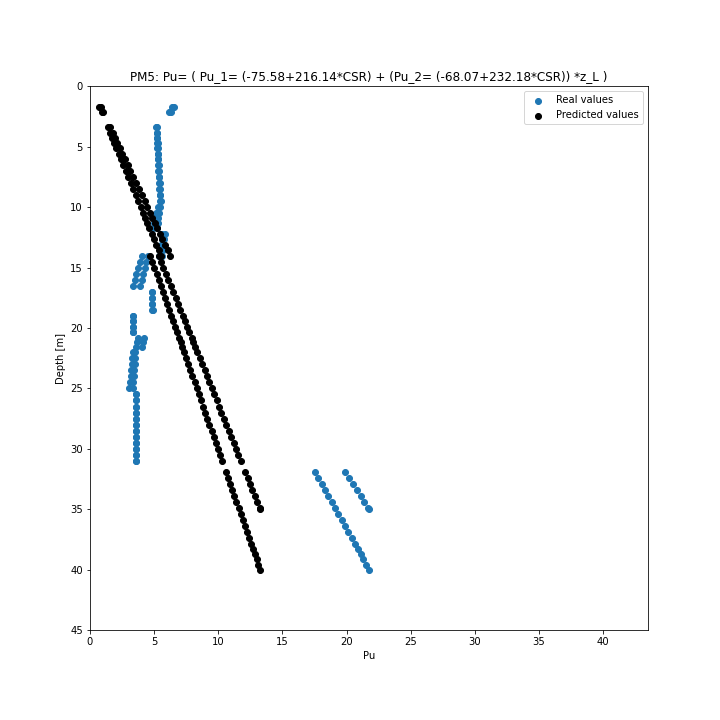 PM5: Pu= ( Pu_1= (-75.58+216.14*CSR) + (Pu_2= (-68.07+232.18*CSR)) *z_L )
Real values
Predicted values
0
5
10
15
20
25
30
35
40
45
Depth [m]
0 5 10 15 20 25 30 35 40
Pu